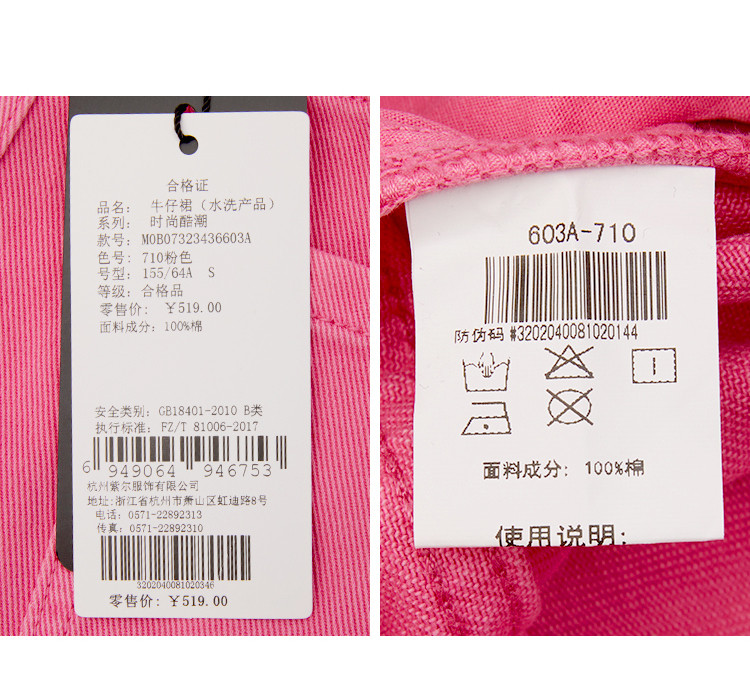 合格证
品名： 牛仔裙（水洗产品）
系列： 时尚酷潮
款号： M0B07323436603A
色号： 710粉色
号型： 155/64A S
等级： 合格品
零售价： ￥519.00
面料成分： 100%棉
安全类别： GB18401-2010 B类
执行标准： FZ/T 81006-2017
6 949064 946753
杭州紫尔服饰有限公司
地址: 浙江省杭州市萧山区虹迪路8号
电话: 0571-22892313
传真: 0571-22892310
3202040081020346
零售价： ￥519.00
603A-710
防伪码 #3202040081020144
面料成分: 100%棉
使用说明: